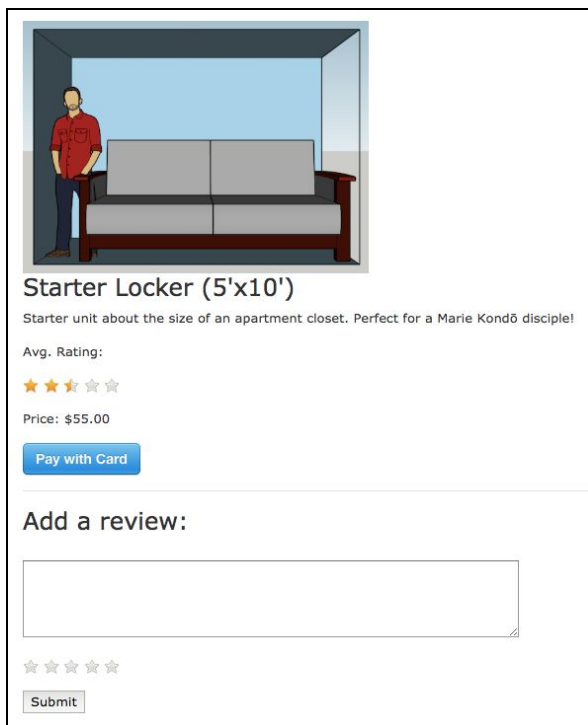 Starter Locker (5'x10')
Starter unit about the size of an apartment closet. Perfect for a Marie Kondō disciple!
Avg. Rating:
Price: $55.00
Pay with Card
Add a review:
Submit